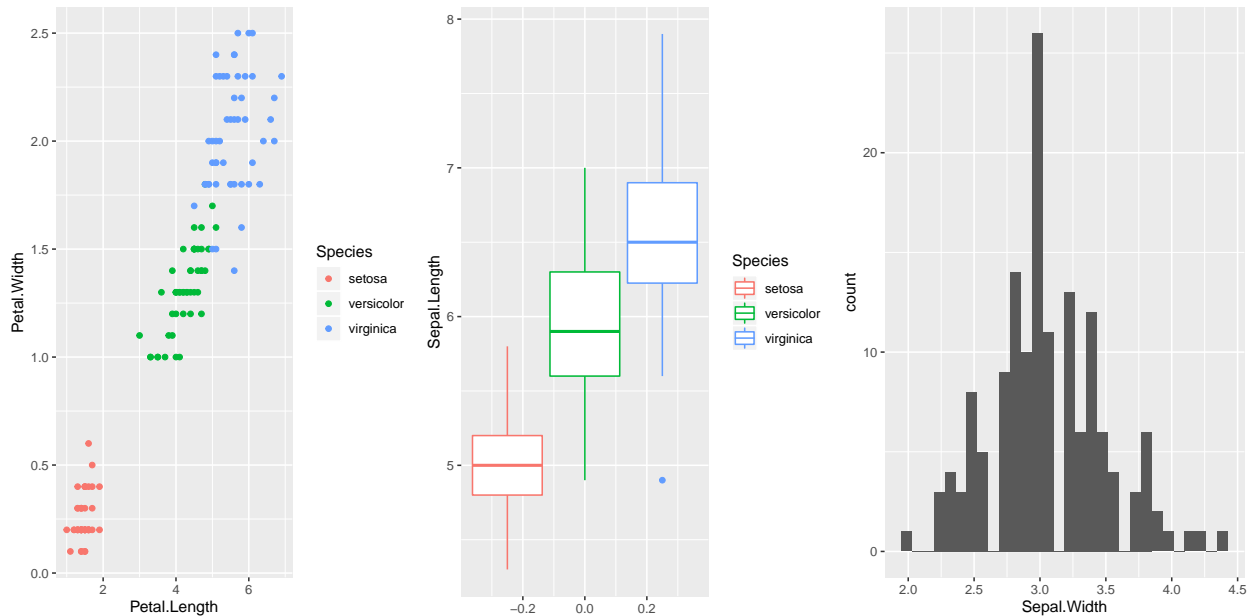 2.5
2.0
1.5
1.0
0.5
0.0
Petal.Width
2
4
6
Petal.Length
Species
setosa
versicolor
virginica
8
7
6
5
Sepal.Length
−0.2
0.0
0.2
Species
setosa
versicolor
virginica
20
10
0
count
2.0
2.5
3.0
3.5
4.0
4.5
Sepal.Width